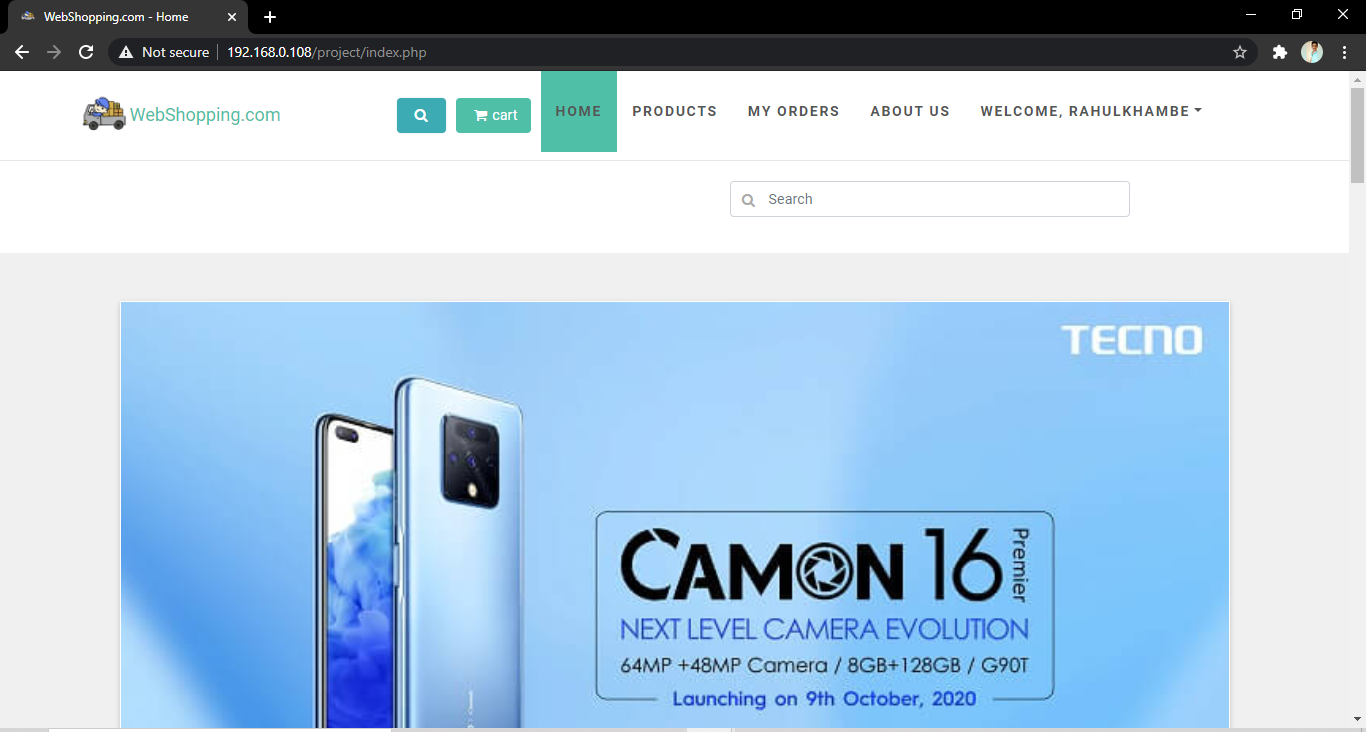 WebShopping.com - Home
Not secure 192.168.0.108/project/index.php
WebShopping.com
cart
HOME
PRODUCTS
MY ORDERS
ABOUT US
WELCOME, RAHULKHAMBE
Search
TECNO
CAMON 16 Premier
NEXT LEVEL CAMERA EVOLUTION
64MP +48MP Camera / 8GB+128GB / G90T
Launching on 9th October, 2020